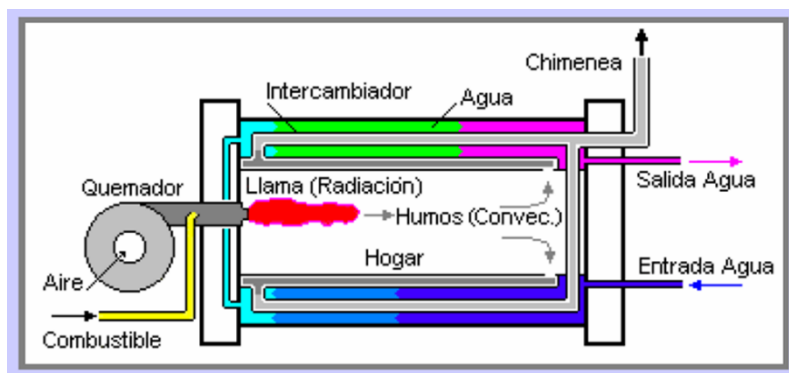 Chimenea
Intercambiador
Agua
Quemador
Llama (Radiación)
Salida Agua
Humos (Convec.)
Hogar
Entrada Agua
Aire
Combustible